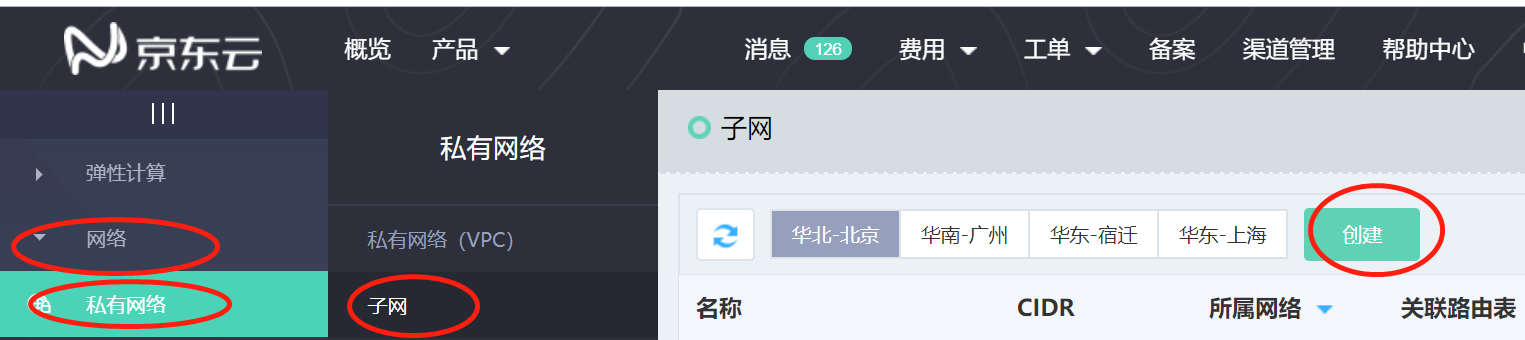 京东云 概览 产品 消息 126 费用 工单 备案 渠道管理 帮助中心
私有网络
子网
弹性计算
网络
私有网络（VPC）
华北-北京 华南-广州 华东-宿迁 华东-上海 创建
私有网络
子网
名称 CIDR 所属网络 关联路由表